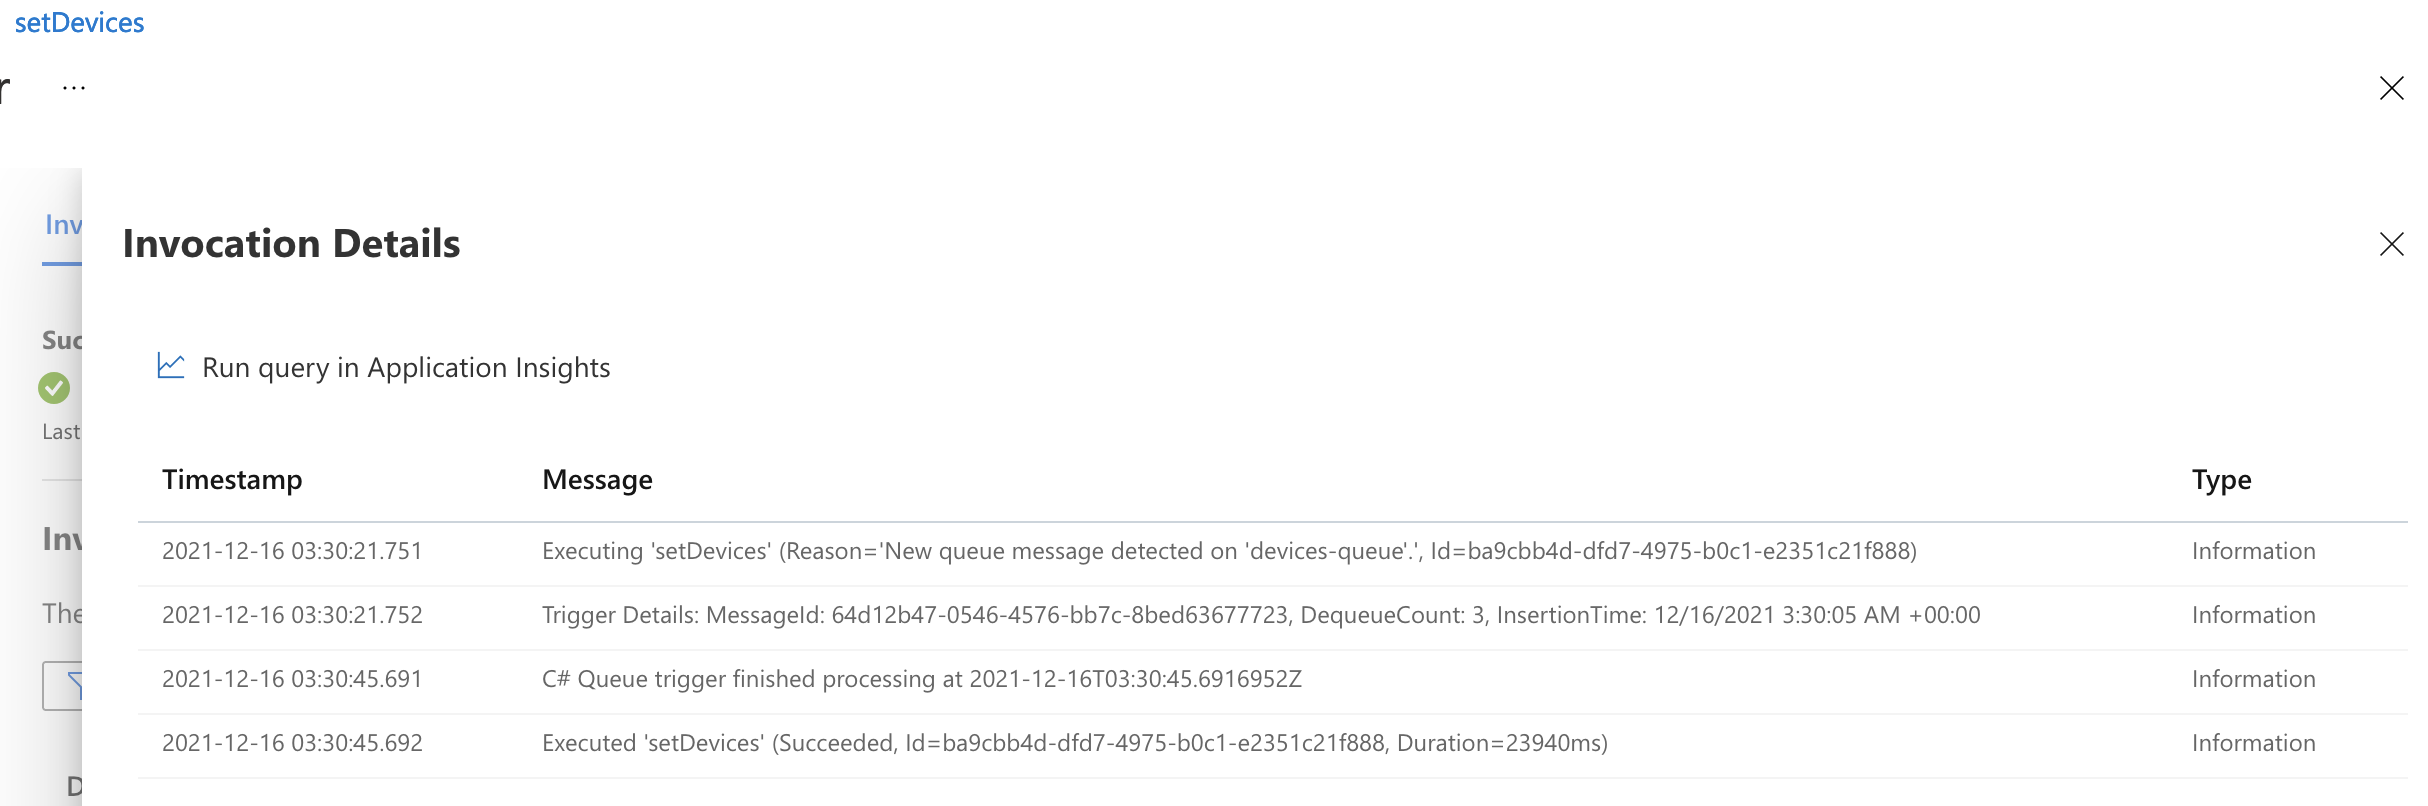 setDevices
r ...
Inv
Invocation Details
Suc
Run query in Application Insights
Last
Timestamp Message Type
Inv
2021-12-16 03:30:21.751 Executing 'setDevices' (Reason='New queue message detected on 'devices-queue'.', Id=ba9cbb4d-dfd7-4975-b0c1-e2351c21f888) Information
The
2021-12-16 03:30:21.752 Trigger Details: MessageId: 64d12b47-0546-4576-bb7c-8bed63677723, DequeueCount: 3, InsertionTime: 12/16/2021 3:30:05 AM +00:00 Information
2021-12-16 03:30:45.691 C# Queue trigger finished processing at 2021-12-16T03:30:45.6916952Z Information
2021-12-16 03:30:45.692 Executed 'setDevices' (Succeeded, Id=ba9cbb4d-dfd7-4975-b0c1-e2351c21f888, Duration=23940ms) Information
D